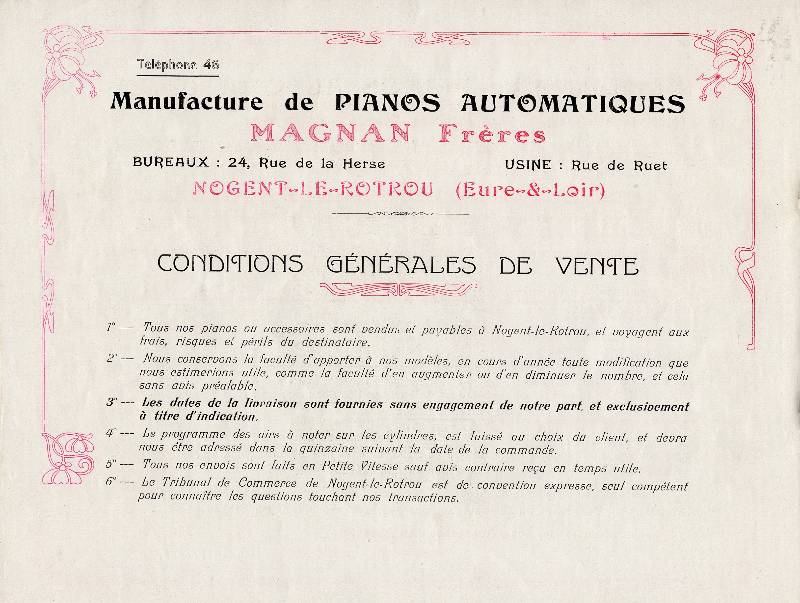 Téléphone 46
Manufacture de PIANOS AUTOMATIQUES
MAGNAN Frères
BUREAUX : 24, Rue de la Herse USINE : Rue de Ruet
NOGENT-LE-ROTROU (Eure-&-Loir)
CONDITIONS GÉNÉRALES DE VENTE
1° — Tous nos pianos ou accessoires sont vendus et payables à Nogent-le-Rotrou, et voyagent aux
frais, risques et périls du destinataire.
2° — Nous conservons la faculté d'apporter à nos modèles, en cours d'année toute modification que
nous estimerions utile, comme la faculté d'en augmenter ou d'en diminuer le nombre, et cela
sans avis préalable.
3° — Les dates de la livraison sont fournies sans engagement de notre part, et exclusivement
à titre d'indication.
4° — Le programme des airs à noter sur les cylindres, est laissé au choix du client, et devra
nous être adressé dans la quinzaine suivant la date de la commande.
5° — Tous nos envois sont faits en Petite Vitesse sauf avis contraire reçu en temps utile.
6° — Le Tribunal de Commerce de Nogent-le-Rotrou est de convention expresse, seul compétent
pour connaître les questions touchant nos transactions.